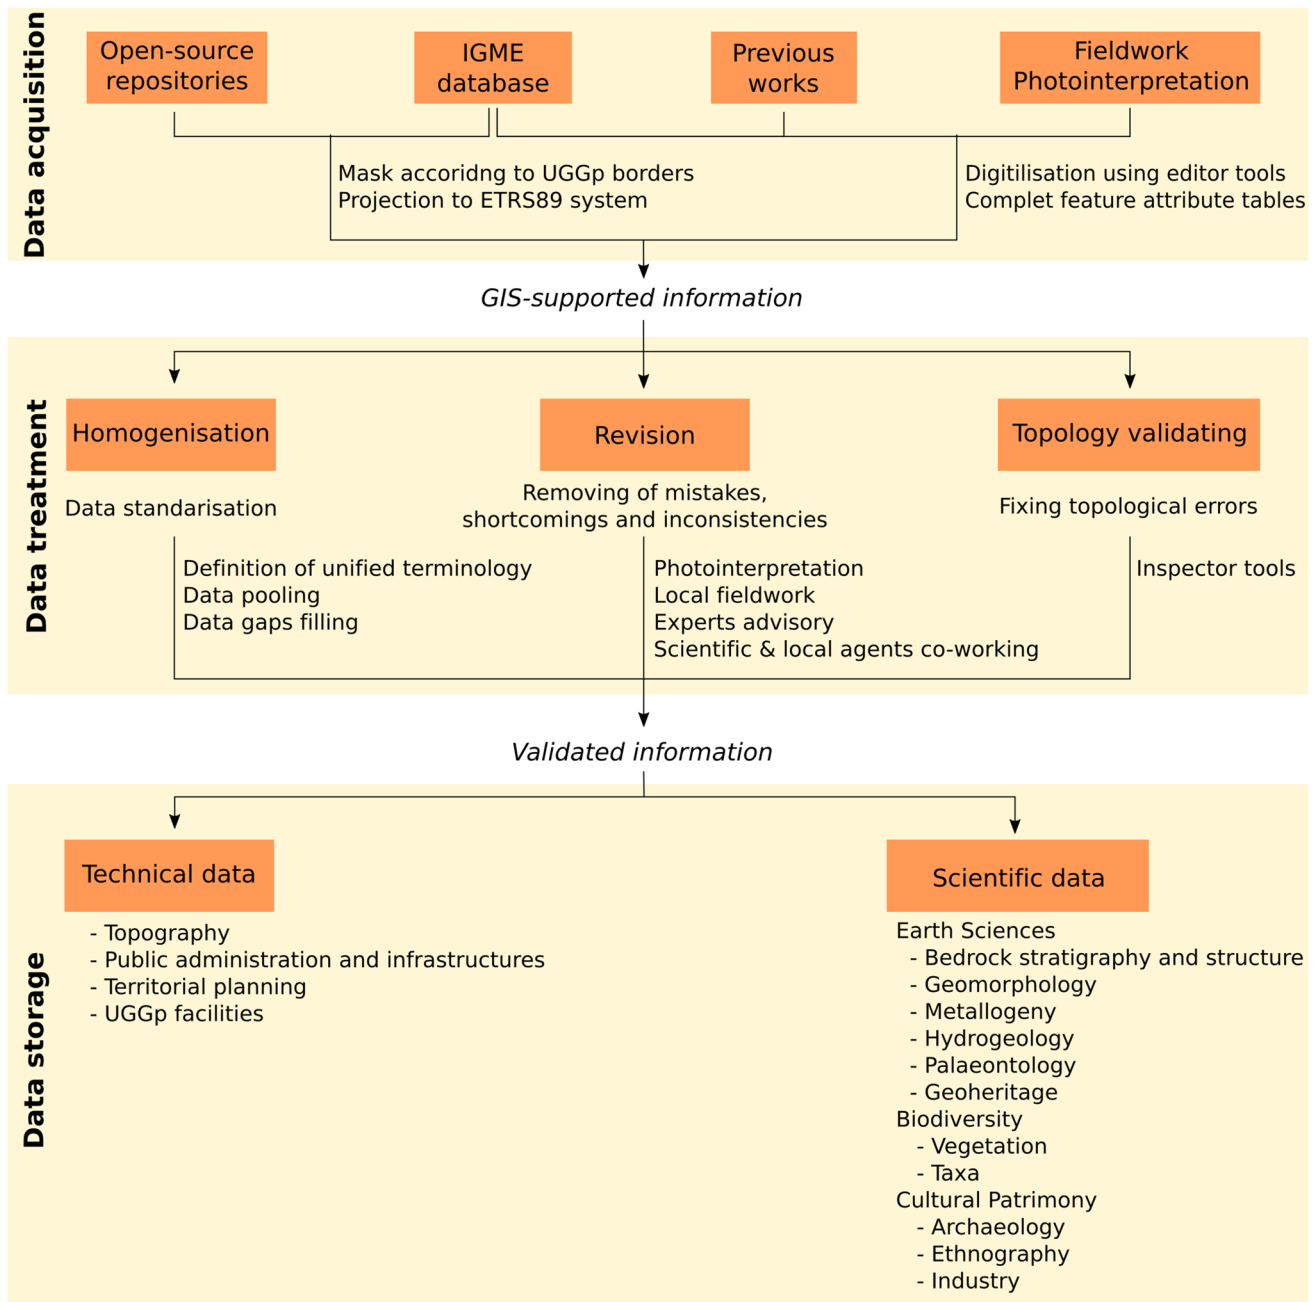 Data acquisition
Open-source
repositories
IGME
database
Previous
works
Fieldwork
Photointerpretation
Mask accoridng to UGGp borders
Projection to ETRS89 system
Digitilisation using editor tools
Complet feature attribute tables
GIS-supported information
Data treatment
Homogenisation
Data standarisation
Definition of unified terminology
Data pooling
Data gaps filling
Revision
Removing of mistakes,
shortcomings and inconsistencies
Photointerpretation
Local fieldwork
Experts advisory
Scientific & local agents co-working
Topology validating
Fixing topological errors
Inspector tools
Validated information
Data storage
Technical data
- Topography
- Public administration and infrastructures
- Territorial planning
- UGGp facilities
Scientific data
Earth Sciences
- Bedrock stratigraphy and structure
- Geomorphology
- Metallogeny
- Hydrogeology
- Palaeontology
- Geoheritage
Biodiversity
- Vegetation
- Taxa
Cultural Patrimony
- Archaeology
- Ethnography
- Industry